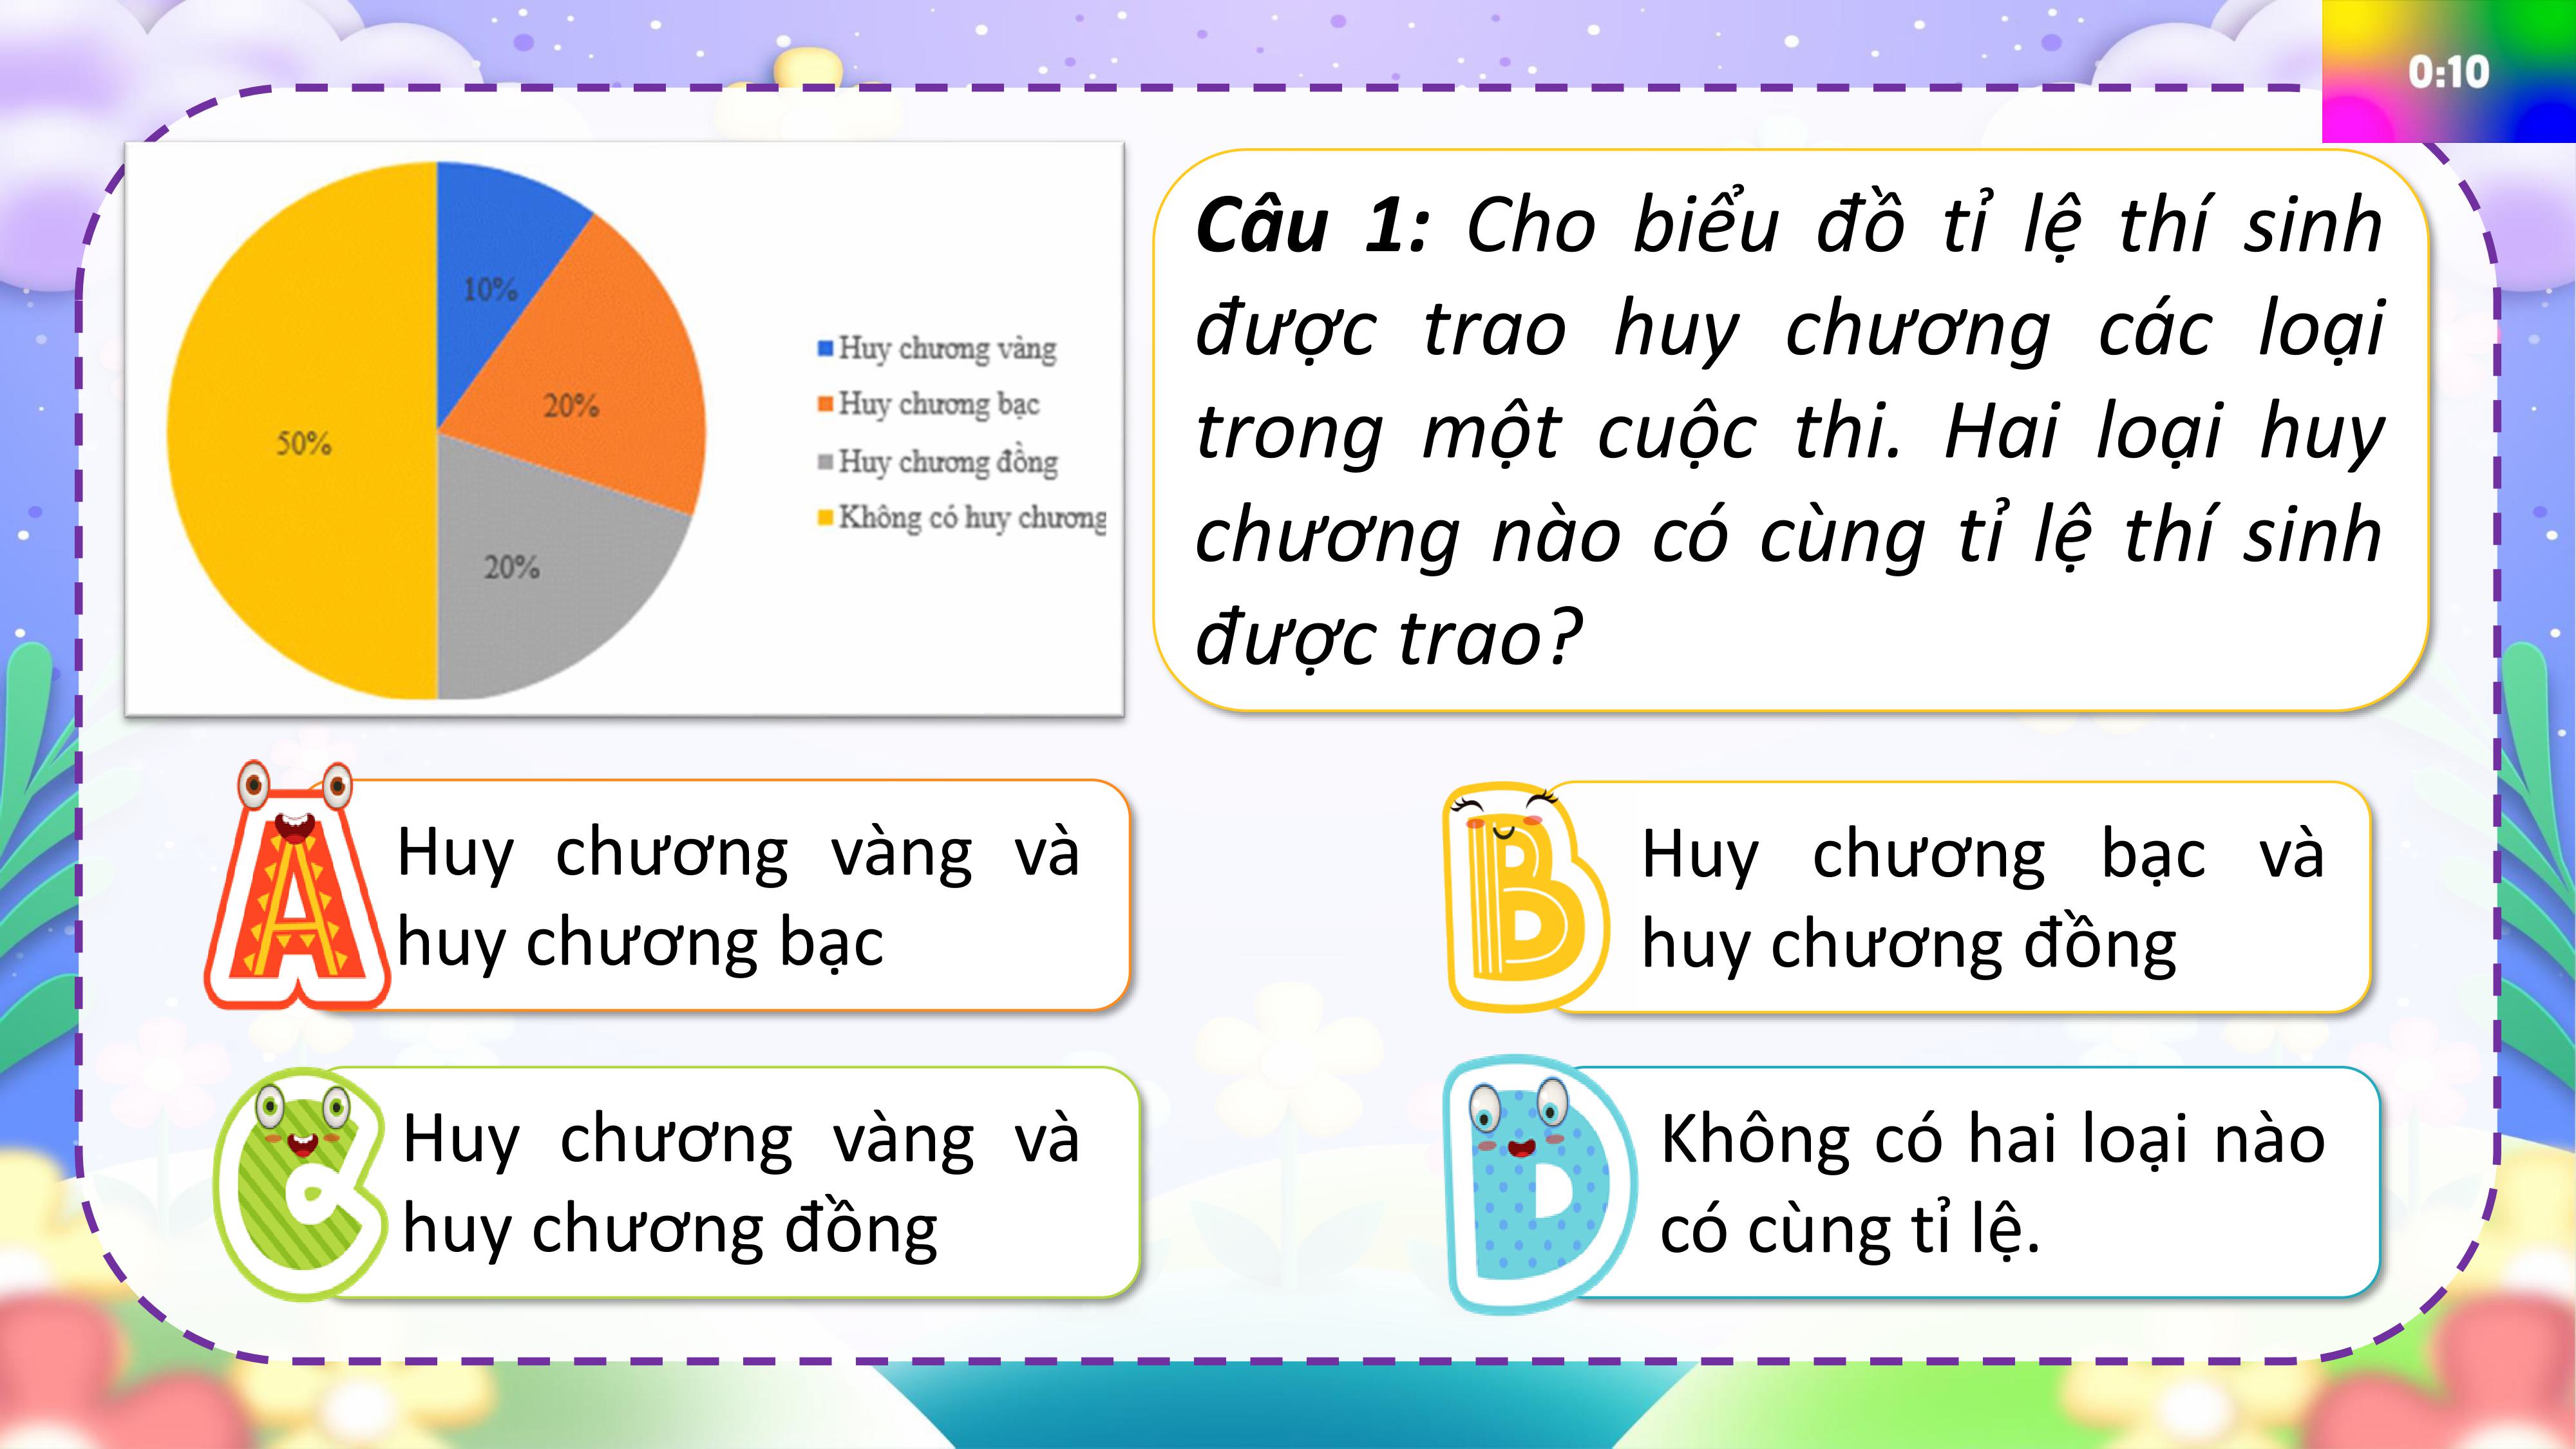 0:10
10%
20%
50%
20%
Huy chương vàng
Huy chương bạc
Huy chương đồng
Không có huy chương
Câu 1: Cho biểu đồ tỉ lệ thí sinh
được trao huy chương các loại
trong một cuộc thi. Hai loại huy
chương nào có cùng tỉ lệ thí sinh
được trao?
A
Huy chương vàng và
huy chương bạc
B
Huy chương bạc và
huy chương đồng
C
Huy chương vàng và
huy chương đồng
D
Không có hai loại nào
có cùng tỉ lệ.